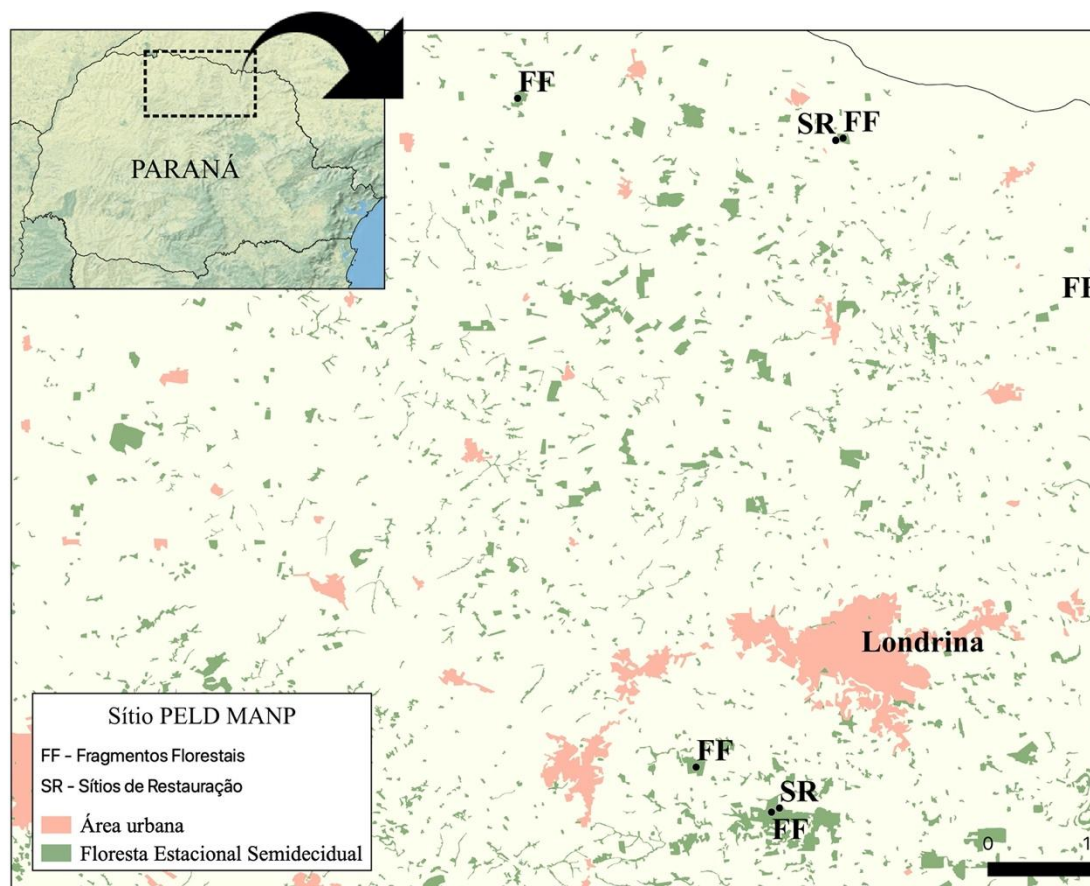 PARANÁ
FF
SR FF
FF
Londrina
FF
SR
FF
Sítio PELD MANP
FF - Fragmentos Florestais
SR - Sítios de Restauração
Área urbana
Floresta Estacional Semidecidual
0